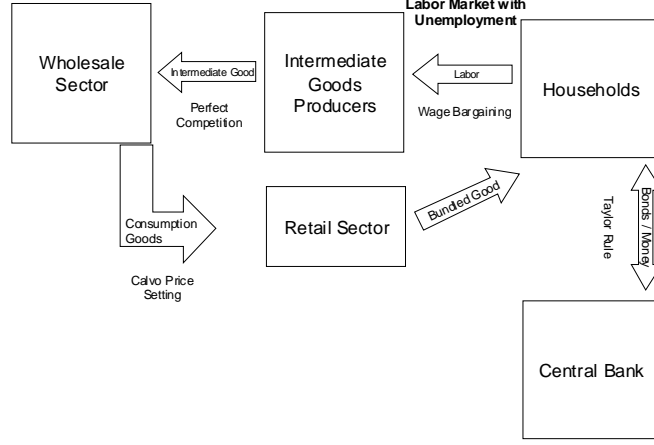 Labor Market with
Unemployment
Wholesale
Sector
Intermediate Good
Perfect
Competition
Intermediate
Goods
Producers
Labor
Wage Bargaining
Households
Consumption
Goods
Calvo Price
Setting
Retail Sector
Bundled Good
Taylor Rule
Bonds / Money
Central Bank